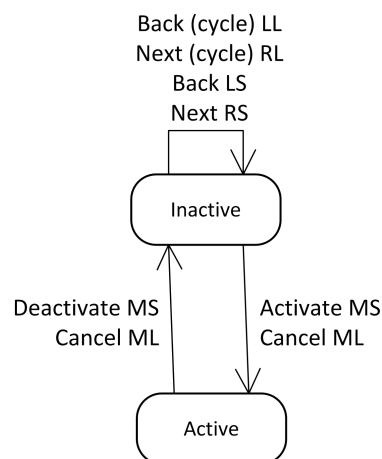 Back (cycle) LL
Next (cycle) RL
Back LS
Next RS
Inactive
Deactivate MS
Cancel ML
Activate MS
Cancel ML
Active